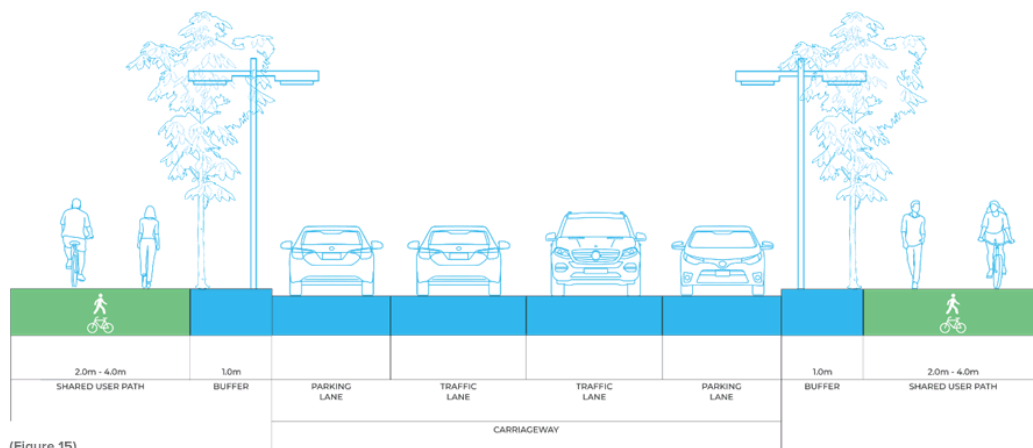 2.0m - 4.0m
1.0m
1.0m
2.0m - 4.0m
SHARED USER PATH
BUFFER
PARKING
LANE
TRAFFIC
LANE
TRAFFIC
LANE
PARKING
LANE
BUFFER
SHARED USER PATH
CARRIAGEWAY
(Figure 15)